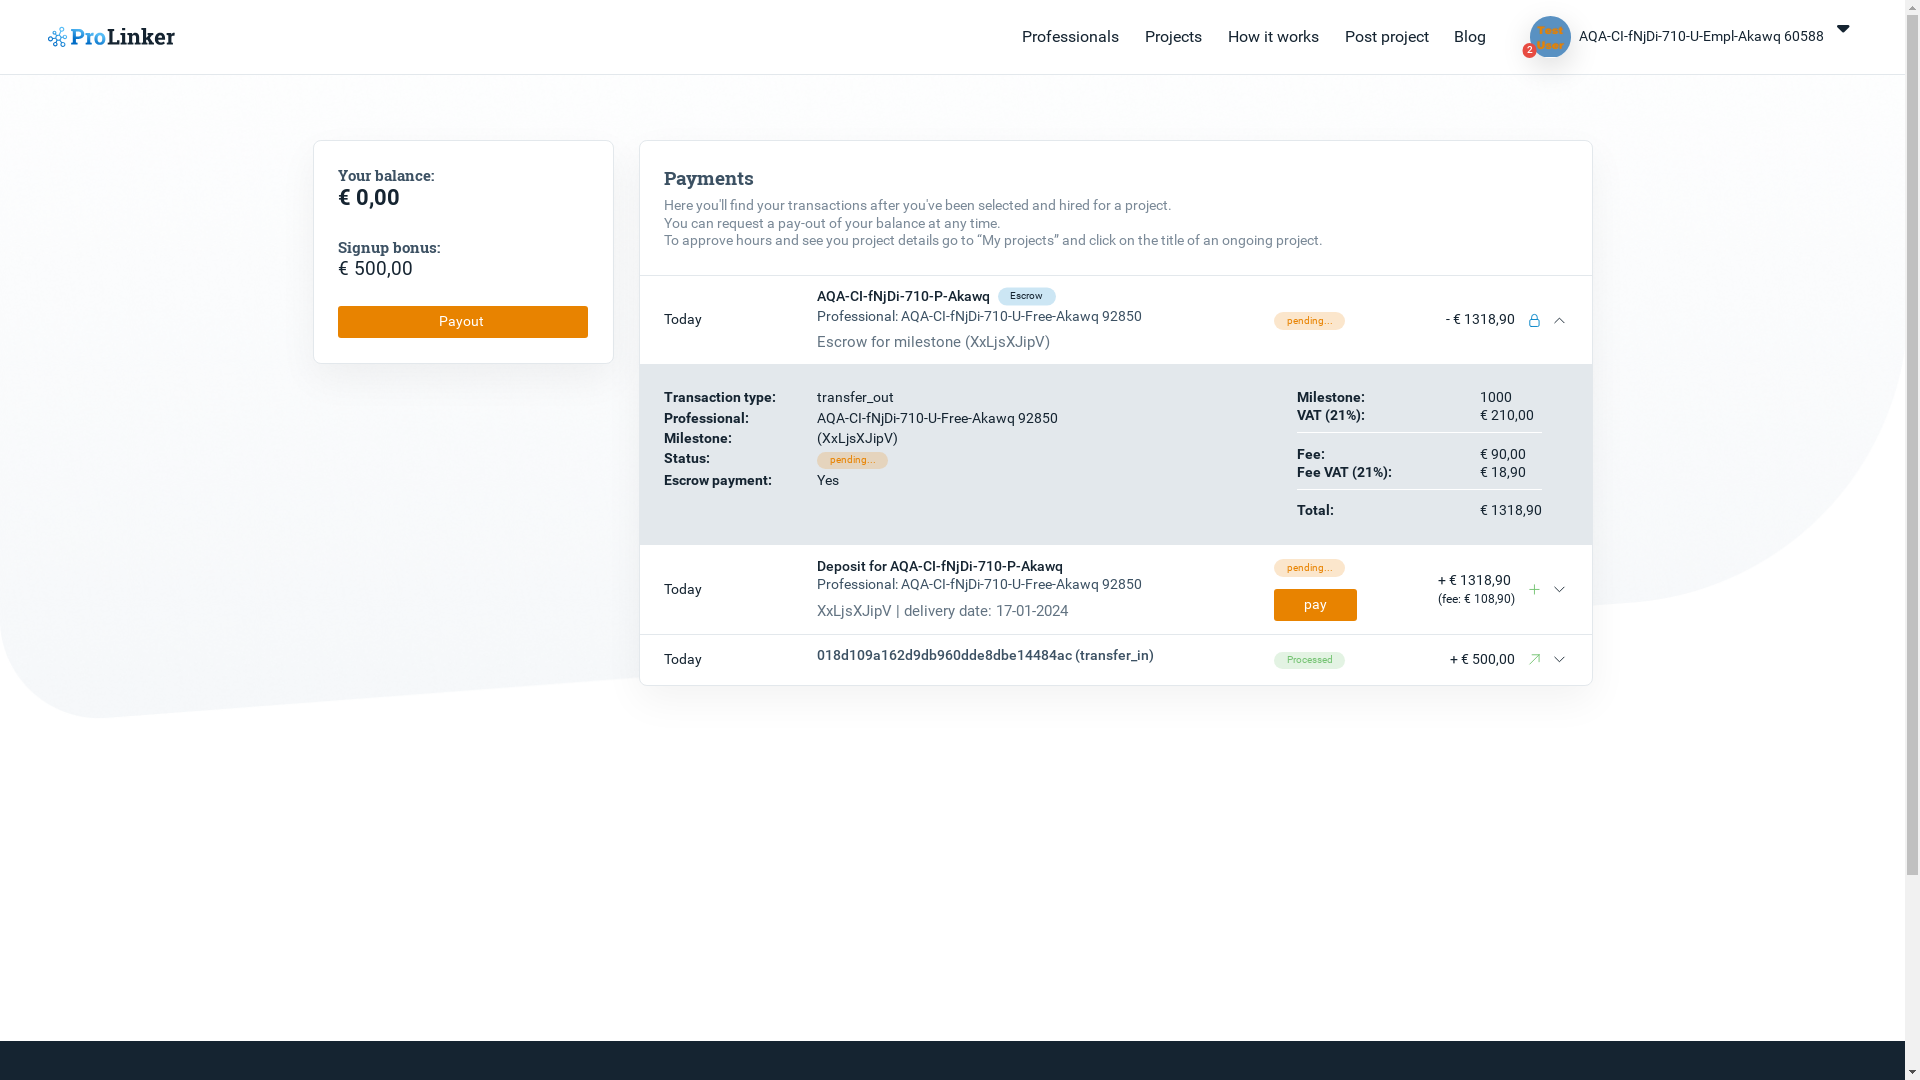 ProLinker
Professionals Projects How it works Post project Blog
Test
User
2
AQA-CI-fNjDi-710-U-Empl-Akawq 60588
Your balance:
€ 0,00
Signup bonus:
€ 500,00
Payout
Payments
Here you'll find your transactions after you've been selected and hired for a project.
You can request a pay-out of your balance at any time.
To approve hours and see you project details go to “My projects” and click on the title of an ongoing project.
Today
AQA-CI-fNjDi-710-P-Akawq Escrow
Professional: AQA-CI-fNjDi-710-U-Free-Akawq 92850
Escrow for milestone (XxLjsXJipV)
pending...
- € 1318,90
Transaction type: transfer_out
Professional: AQA-CI-fNjDi-710-U-Free-Akawq 92850
Milestone: (XxLjsXJipV)
Status: pending...
Escrow payment: Yes
Milestone: 1000
VAT (21%): € 210,00
Fee: € 90,00
Fee VAT (21%): € 18,90
Total: € 1318,90
Today
Deposit for AQA-CI-fNjDi-710-P-Akawq
Professional: AQA-CI-fNjDi-710-U-Free-Akawq 92850
XxLjsXJipV | delivery date: 17-01-2024
pending...
pay
+ € 1318,90
(fee: € 108,90)
Today
018d109a162d9db960dde8dbe14484ac (transfer_in)
Processed
+ € 500,00